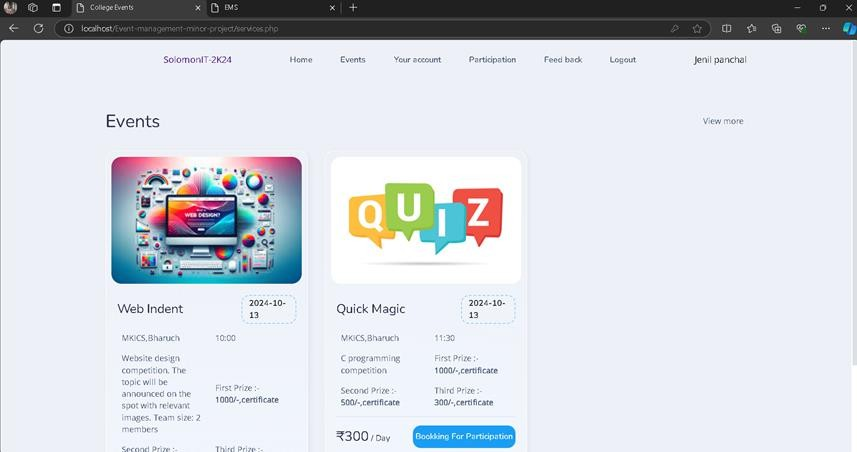 College Events
EMS
localhost/Event-management-minor-project/services.php
SolomonIT-2K24
Home
Events
Your account
Participation
Feed back
Logout
Jenil panchal
Events
View more
WEB DESIGN?
QUIZ
Web Indent
2024-10-
13
MKICS,Bharuch
10:00
Website design
competition. The
topic will be
announced on the
spot with relevant
images. Team size: 2
members
First Prize :-
1000/-,certificate
Second Prize :-
Third Prize :-
Quick Magic
2024-10-
13
MKICS,Bharuch
11:30
C programming
competition
First Prize :-
1000/-,certificate
Second Prize :-
500/-,certificate
Third Prize :-
300/-,certificate
₹300 / Day
Bookking For Participation